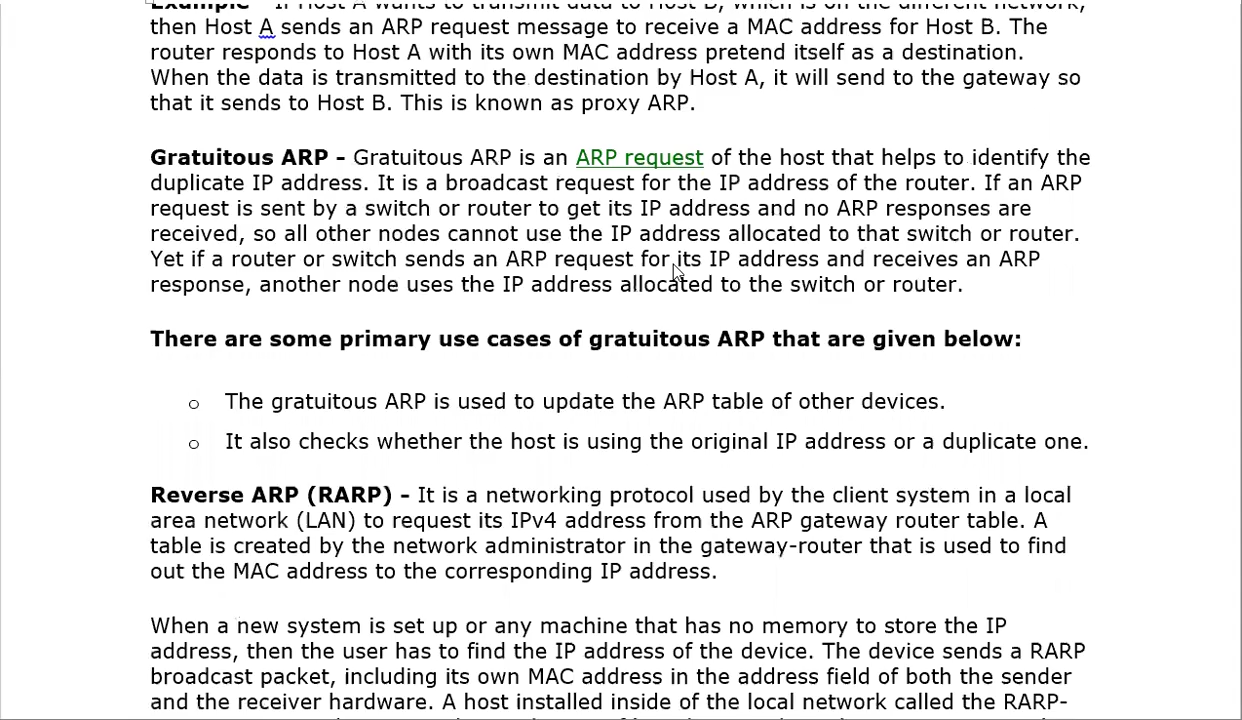 Example - If Host A wants to transmit data to Host B, which is on the different network,
then Host A sends an ARP request message to receive a MAC address for Host B. The
router responds to Host A with its own MAC address pretend itself as a destination.
When the data is transmitted to the destination by Host A, it will send to the gateway so
that it sends to Host B. This is known as proxy ARP.
Gratuitous ARP - Gratuitous ARP is an ARP request of the host that helps to identify the
duplicate IP address. It is a broadcast request for the IP address of the router. If an ARP
request is sent by a switch or router to get its IP address and no ARP responses are
received, so all other nodes cannot use the IP address allocated to that switch or router.
Yet if a router or switch sends an ARP request for its IP address and receives an ARP
response, another node uses the IP address allocated to the switch or router.
There are some primary use cases of gratuitous ARP that are given below:
o The gratuitous ARP is used to update the ARP table of other devices.
o It also checks whether the host is using the original IP address or a duplicate one.
Reverse ARP (RARP) - It is a networking protocol used by the client system in a local
area network (LAN) to request its IPv4 address from the ARP gateway router table. A
table is created by the network administrator in the gateway-router that is used to find
out the MAC address to the corresponding IP address.
When a new system is set up or any machine that has no memory to store the IP
address, then the user has to find the IP address of the device. The device sends a RARP
broadcast packet, including its own MAC address in the address field of both the sender
and the receiver hardware. A host installed inside of the local network called the RARP-